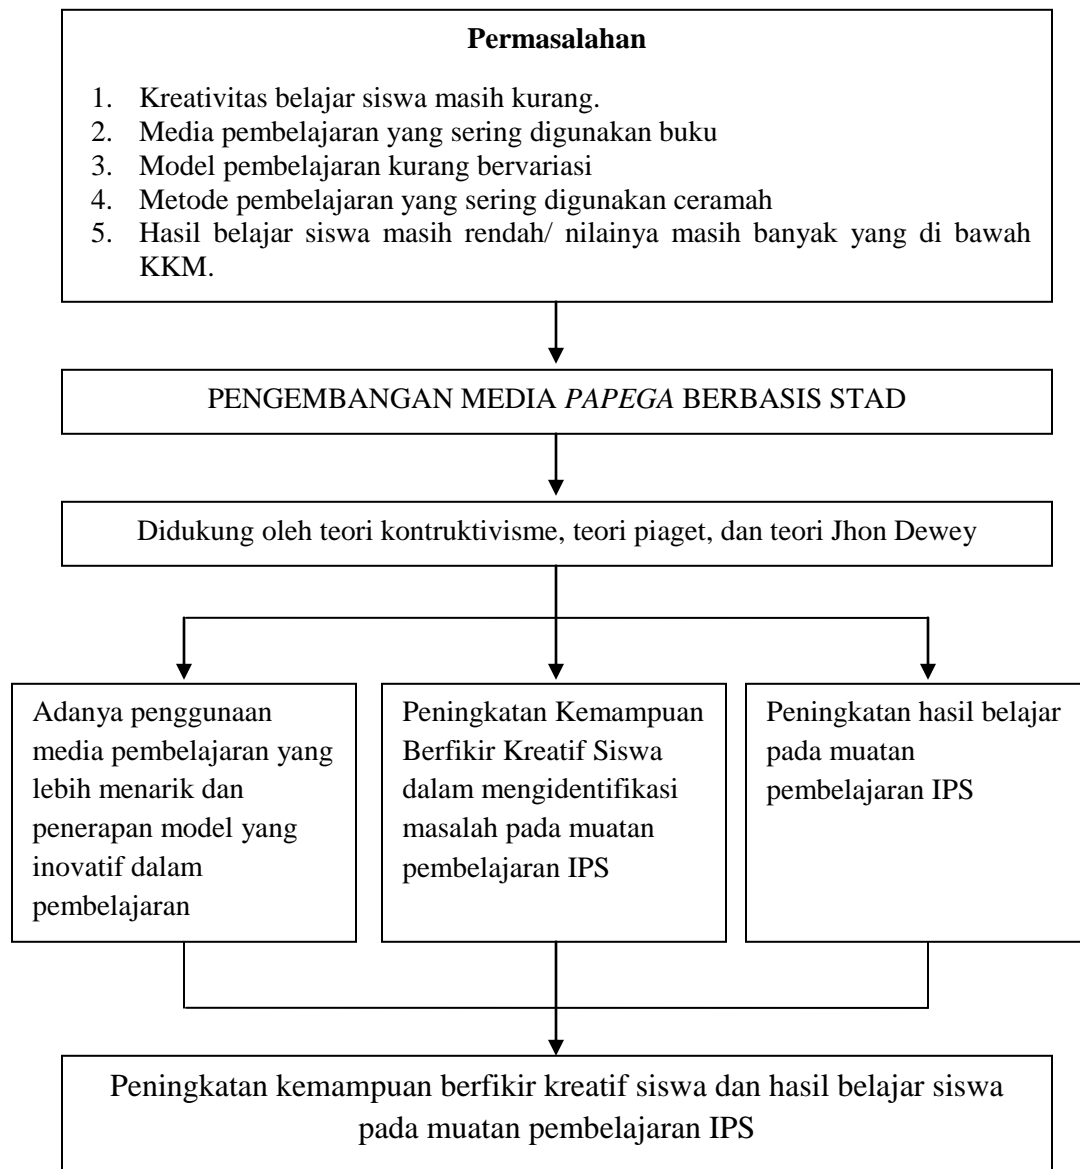 Permasalahan
1. Kreativitas belajar siswa masih kurang.
2. Media pembelajaran yang sering digunakan buku
3. Model pembelajaran kurang bervariasi
4. Metode pembelajaran yang sering digunakan ceramah
5. Hasil belajar siswa masih rendah/ nilainya masih banyak yang di bawah
KKM.
PENGEMBANGAN MEDIA PAPEGA BERBASIS STAD
Didukung oleh teori kontruktivisme, teori piaget, dan teori Jhon Dewey
Adanya penggunaan
media pembelajaran yang
lebih menarik dan
penerapan model yang
inovatif dalam
pembelajaran
Peningkatan Kemampuan
Berfikir Kreatif Siswa
dalam mengidentifikasi
masalah pada muatan
pembelajaran IPS
Peningkatan hasil belajar
pada muatan
pembelajaran IPS
Peningkatan kemampuan berfikir kreatif siswa dan hasil belajar siswa
pada muatan pembelajaran IPS